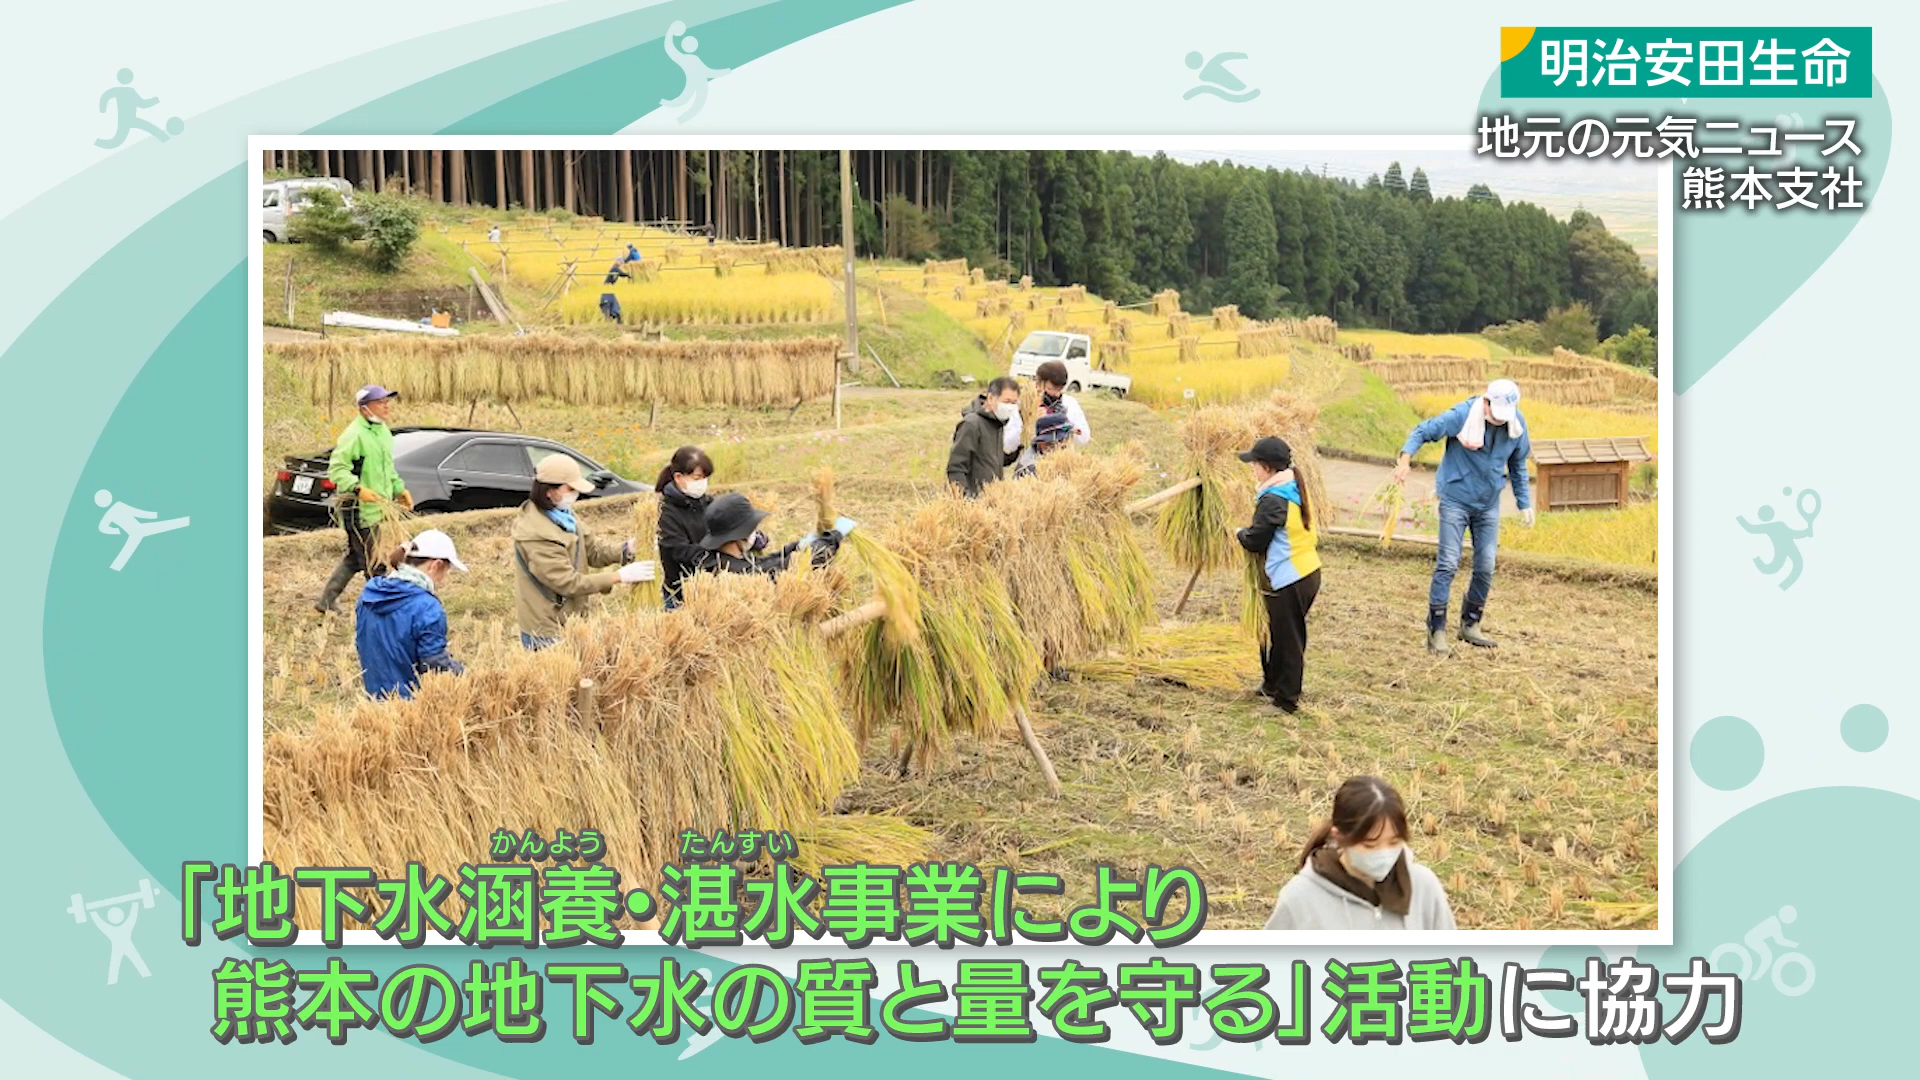 明治安田生命
地元の元気ニュース
熊本支社
かんよう たんすい
「地下水涵養・湛水事業により
熊本の地下水の質と量を守る」活動に協力